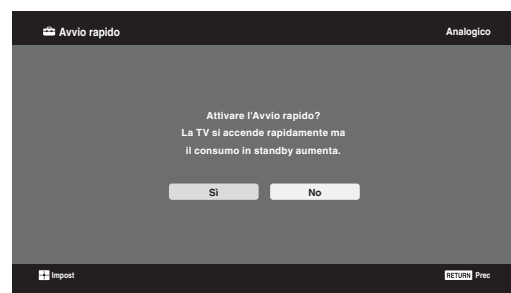 Avvio rapido
Analogico
Attivare l'Avvio rapido?
La TV si accende rapidamente ma
il consumo in standby aumenta.
Sì
No
Impost
RETURN Prec